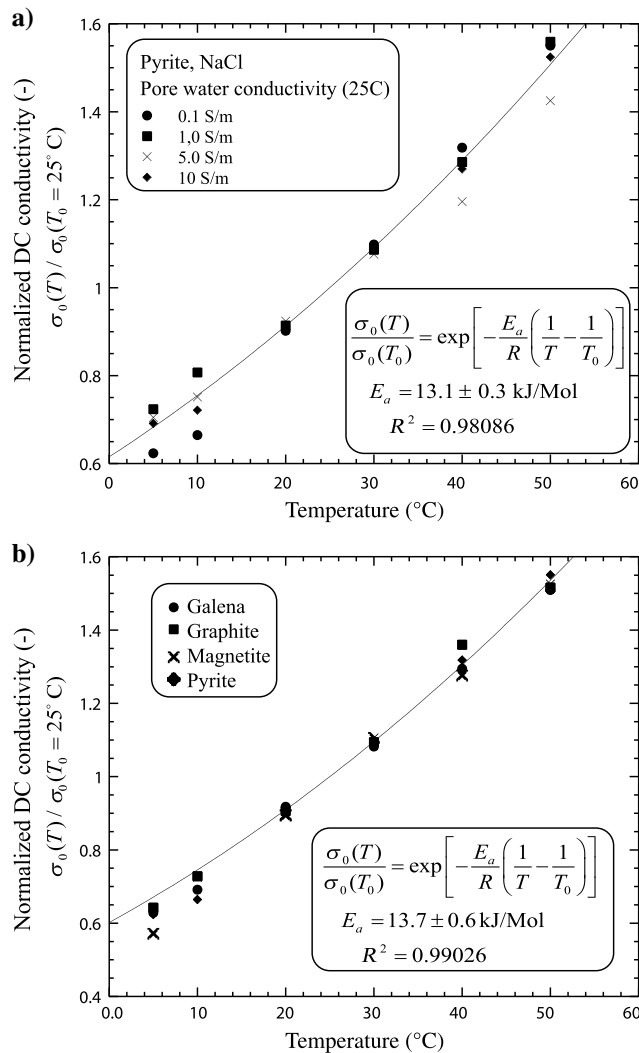 a)
1.6
1.4
1.2
1
0.8
0.6
0
10
20
30
40
50
60
Temperature (°C)
Normalized DC conductivity (-)
σ₀(T) / σ₀(T₀ = 25° C)
Pyrite, NaCl
Pore water conductivity (25C)
0.1 S/m
1,0 S/m
5.0 S/m
10 S/m
σ₀(T)/σ₀(T₀) = exp[-Eₐ/R(1/T - 1/T₀)]
Eₐ = 13.1 ± 0.3 kJ/Mol
R² = 0.98086
b)
1.6
1.4
1.2
1.0
0.8
0.6
0.4
0.0
10
20
30
40
50
60
Temperature (°C)
Normalized DC conductivity (-)
σ₀(T) / σ₀(T₀ = 25° C)
Galena
Graphite
Magnetite
Pyrite
σ₀(T)/σ₀(T₀) = exp[-Eₐ/R(1/T - 1/T₀)]
Eₐ = 13.7 ± 0.6 kJ/Mol
R² = 0.99026